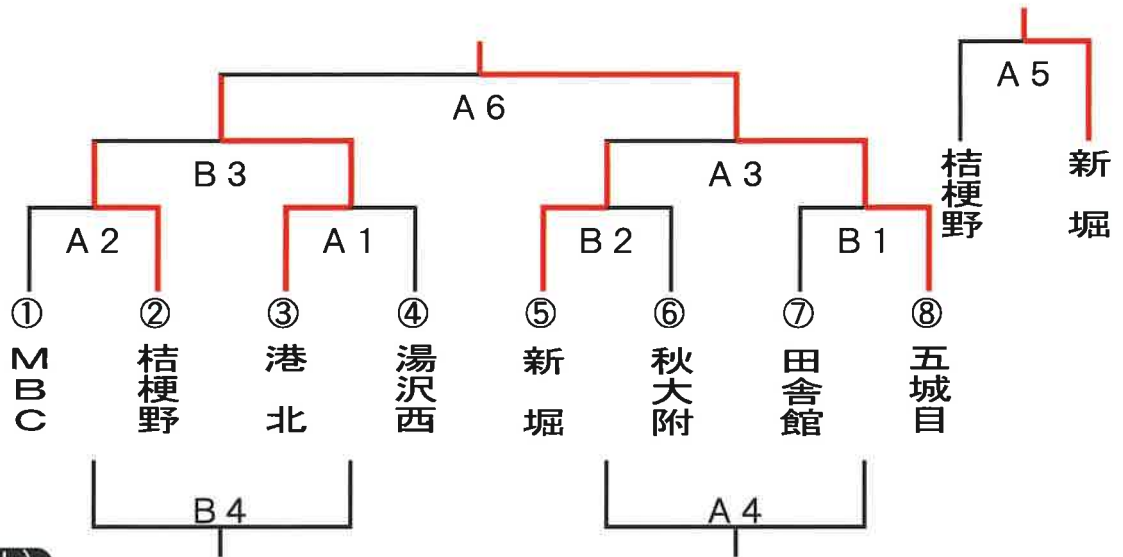 A 5
A 6
桔梗野
新堀
B 3
A 3
A 2
A 1
B 2
B 1
① MBC
② 桔梗野
③ 港北
④ 湯沢西
⑤ 新堀
⑥ 秋大附
⑦ 田舎館
⑧ 五城目
B 4
A 4